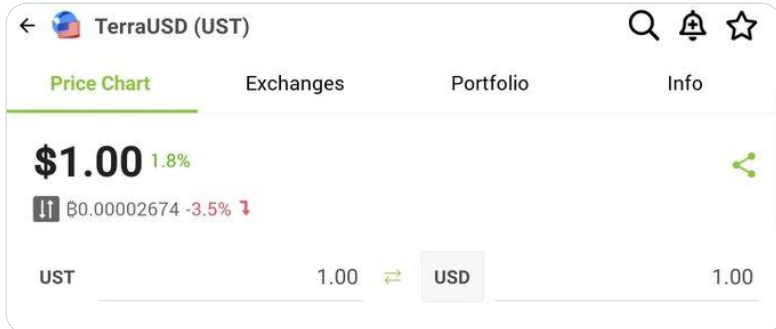 TerraUSD (UST)
Price Chart Exchanges Portfolio Info
$1.00 1.8%
₿0.00002674 -3.5%
UST 1.00 USD 1.00